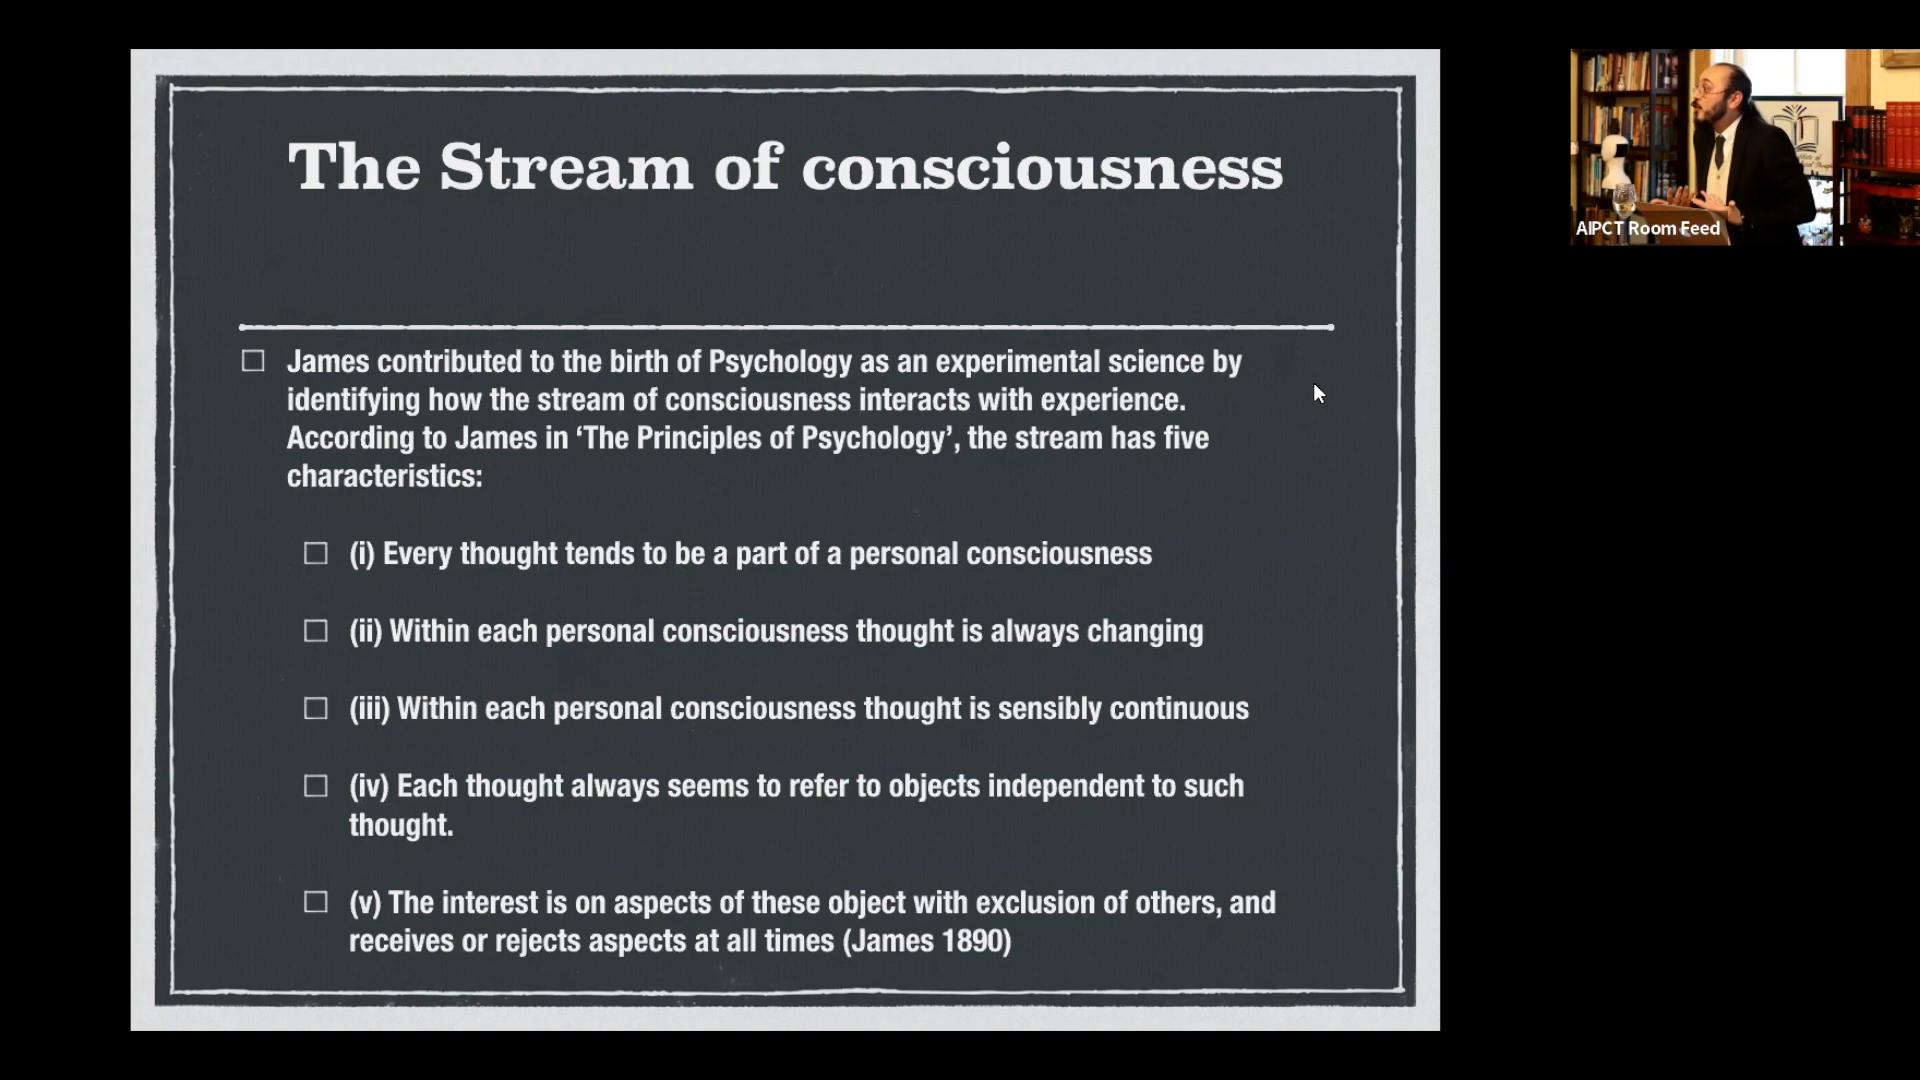 The Stream of consciousness
James contributed to the birth of Psychology as an experimental science by
identifying how the stream of consciousness interacts with experience.
According to James in ‘The Principles of Psychology’, the stream has five
characteristics:
(i) Every thought tends to be a part of a personal consciousness
(ii) Within each personal consciousness thought is always changing
(iii) Within each personal consciousness thought is sensibly continuous
(iv) Each thought always seems to refer to objects independent to such
thought.
(v) The interest is on aspects of these object with exclusion of others, and
receives or rejects aspects at all times (James 1890)
AIPCT Room Feed